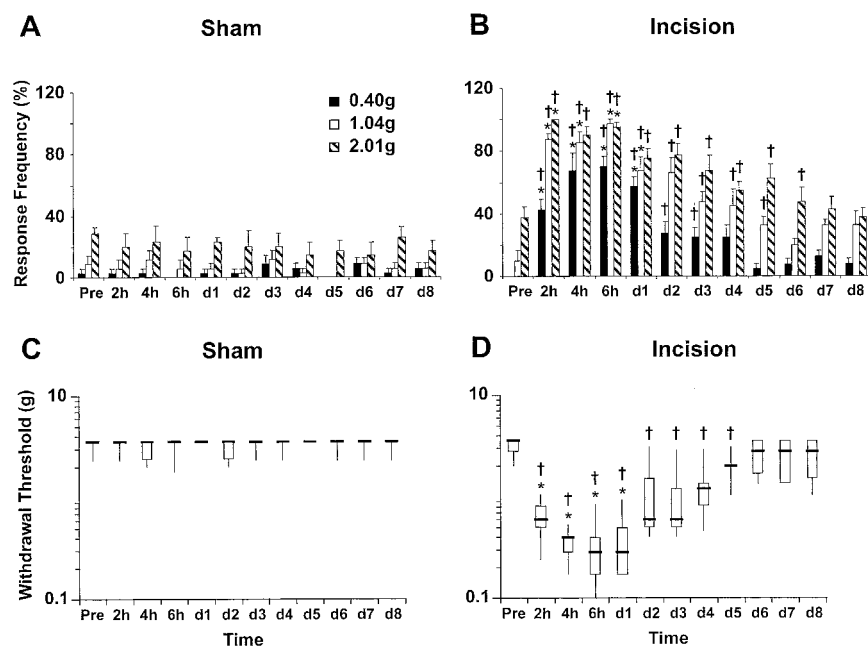 A
Sham
B
Incision
Response Frequency (%)
120
80
40
0
0.40g
1.04g
2.01g
Pre 2h 4h 6h d1 d2 d3 d4 d5 d6 d7 d8
120
80
40
0
† † † † † † † † † † † † † † † † † † † † †
* * * * * * * * * *
Pre 2h 4h 6h d1 d2 d3 d4 d5 d6 d7 d8
C
Sham
D
Incision
Withdrawal Threshold (g)
10
0.1
Pre 2h 4h 6h d1 d2 d3 d4 d5 d6 d7 d8
Time
10
0.1
† † † † † † † †
* * * *
Pre 2h 4h 6h d1 d2 d3 d4 d5 d6 d7 d8
Time